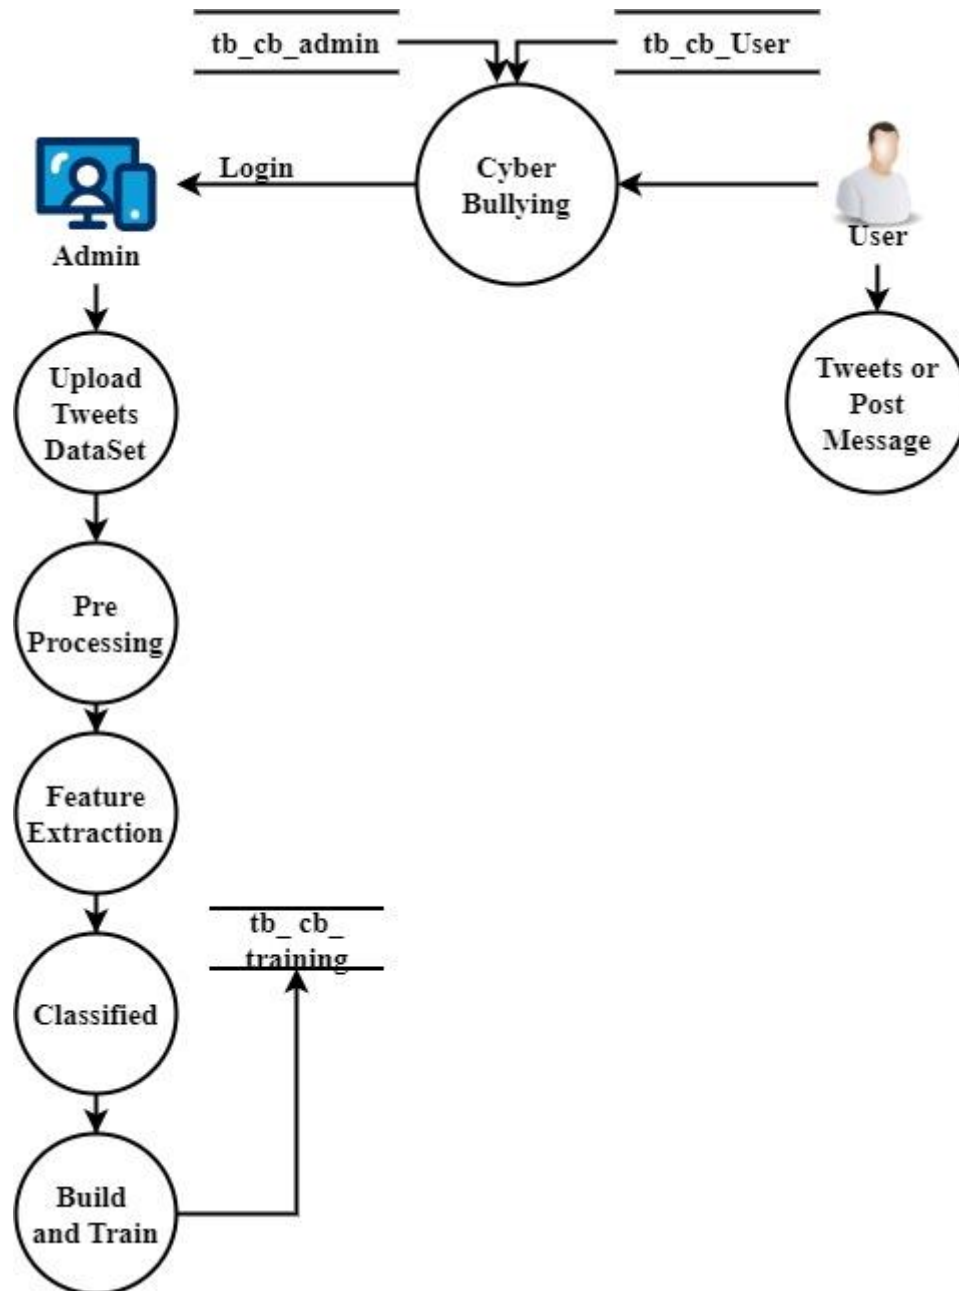 tb_cb_admin
tb_cb_User
Login
Cyber
Bullying
Admin
User
Upload
Tweets
DataSet
Tweets or
Post
Message
Pre
Processing
Feature
Extraction
tb_ cb_
training
Classified
Build
and Train